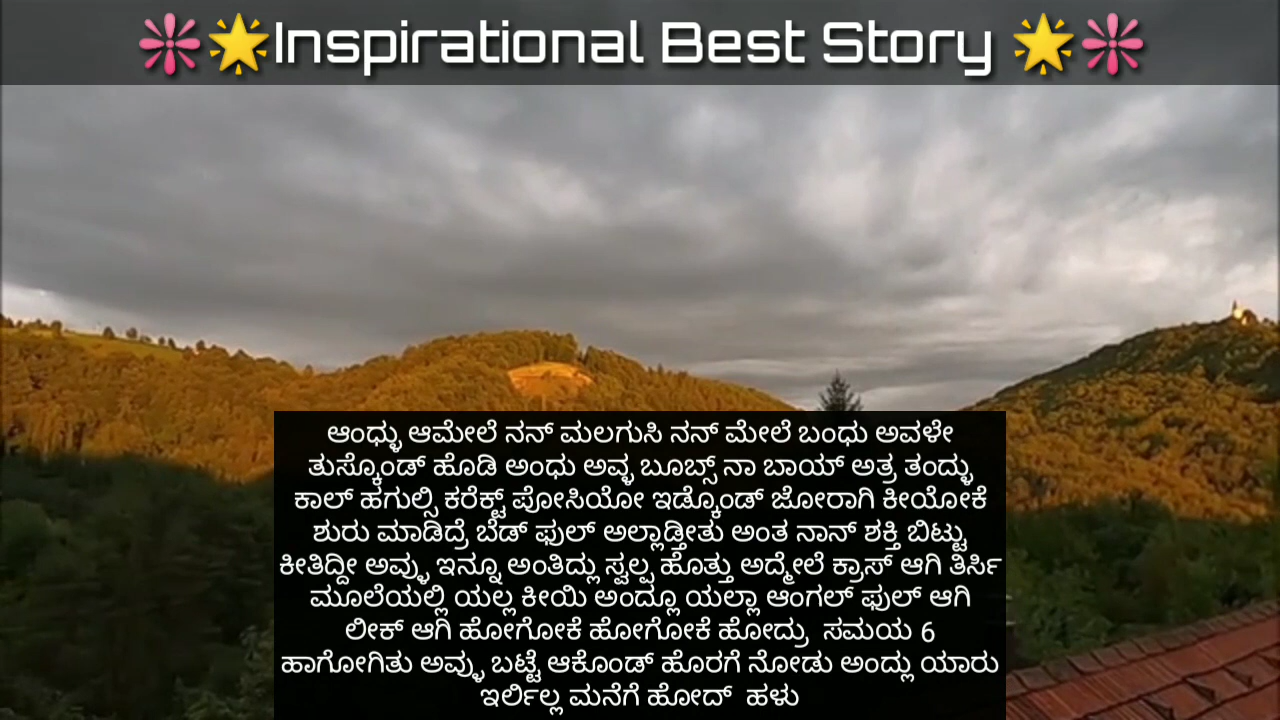 Inspirational Best Story
ಆಂಧ್ಳು ಆಮೇಲೆ ನನ್ ಮಲಗುಸಿ ನನ್ ಮೇಲೆ ಬಂಧು ಅವಳೇ
ತುಸ್ಕೊಂಡ್ ಹೊಡಿ ಅಂಧು ಅವ್ಳ ಬೂಬ್ಸ್ ನಾ ಬಾಯ್ ಅತ್ರ ತಂದ್ಳು
ಕಾಲ್ ಹಗುಲ್ಸಿ ಕರೆಕ್ಟ್ ಪೋಸಿಯೋ ಇಡ್ಕೊಂಡ್ ಜೋರಾಗಿ ಕೀಯೋಕೆ
ಶುರು ಮಾಡಿದ್ರೆ ಬೆಡ್ ಫುಲ್ ಅಲ್ಲಾಡ್ತೀತು ಅಂತ ನಾನ್ ಶಕ್ತಿ ಬಿಟ್ಟು
ಕೀತಿದ್ದೀ ಅವ್ಳು ಇನ್ನೂ ಅಂತಿದ್ಲು ಸ್ವಲ್ಪ ಹೊತ್ತು ಅದ್ಮೇಲೆ ಕ್ರಾಸ್ ಆಗಿ ತಿರ್ಸಿ
ಮೂಲೆಯಲ್ಲಿ ಯಲ್ಲ ಕೀಯಿ ಅಂದ್ಲೂ ಯಲ್ಲಾ ಆಂಗಲ್ ಫುಲ್ ಆಗಿ
ಲೀಕ್ ಆಗಿ ಹೋಗೋಕೆ ಹೋಗೋಕೆ ಹೋದ್ರು ಸಮಯ 6
ಹಾಗೋಗಿತು ಅವ್ಳು ಬಟ್ಟೆ ಆಕೊಂಡ್ ಹೊರಗೆ ನೋಡು ಅಂದ್ಲು ಯಾರು
ಇರ್ಲಿಲ್ಲ ಮನೆಗೆ ಹೋದ್ ಹಳು